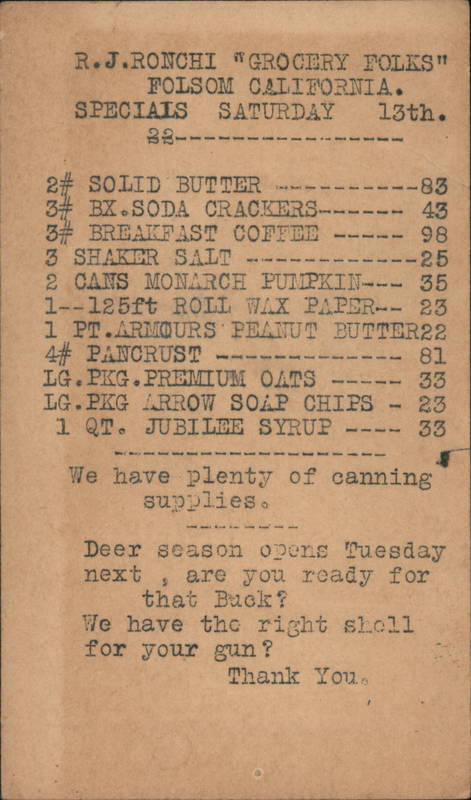 R.J.RONCHI "GROCERY FOLKS"
FOLSOM CALIFORNIA.
SPECIALS SATURDAY 13th.
22------------------
2# SOLID BUTTER -----------83
3# BX.SODA CRACKERS------ 43
3# BREAKFAST COFFEE ----- 98
3 SHAKER SALT -------------25
2 CANS MONARCH PUMPKIN--- 35
1--125ft ROLL WAX PAPER-- 23
1 PT.ARMOURS PEANUT BUTTER22
4# PANCRUST -------------- 81
LG.PKG.PREMIUM OATS ----- 33
LG.PKG ARROW SOAP CHIPS - 23
1 QT. JUBILEE SYRUP ---- 33
---------------------
We have plenty of canning
supplies.
--------
Deer season opens Tuesday
next , are you ready for
that Buck?
We have the right shell
for your gun?
Thank You.